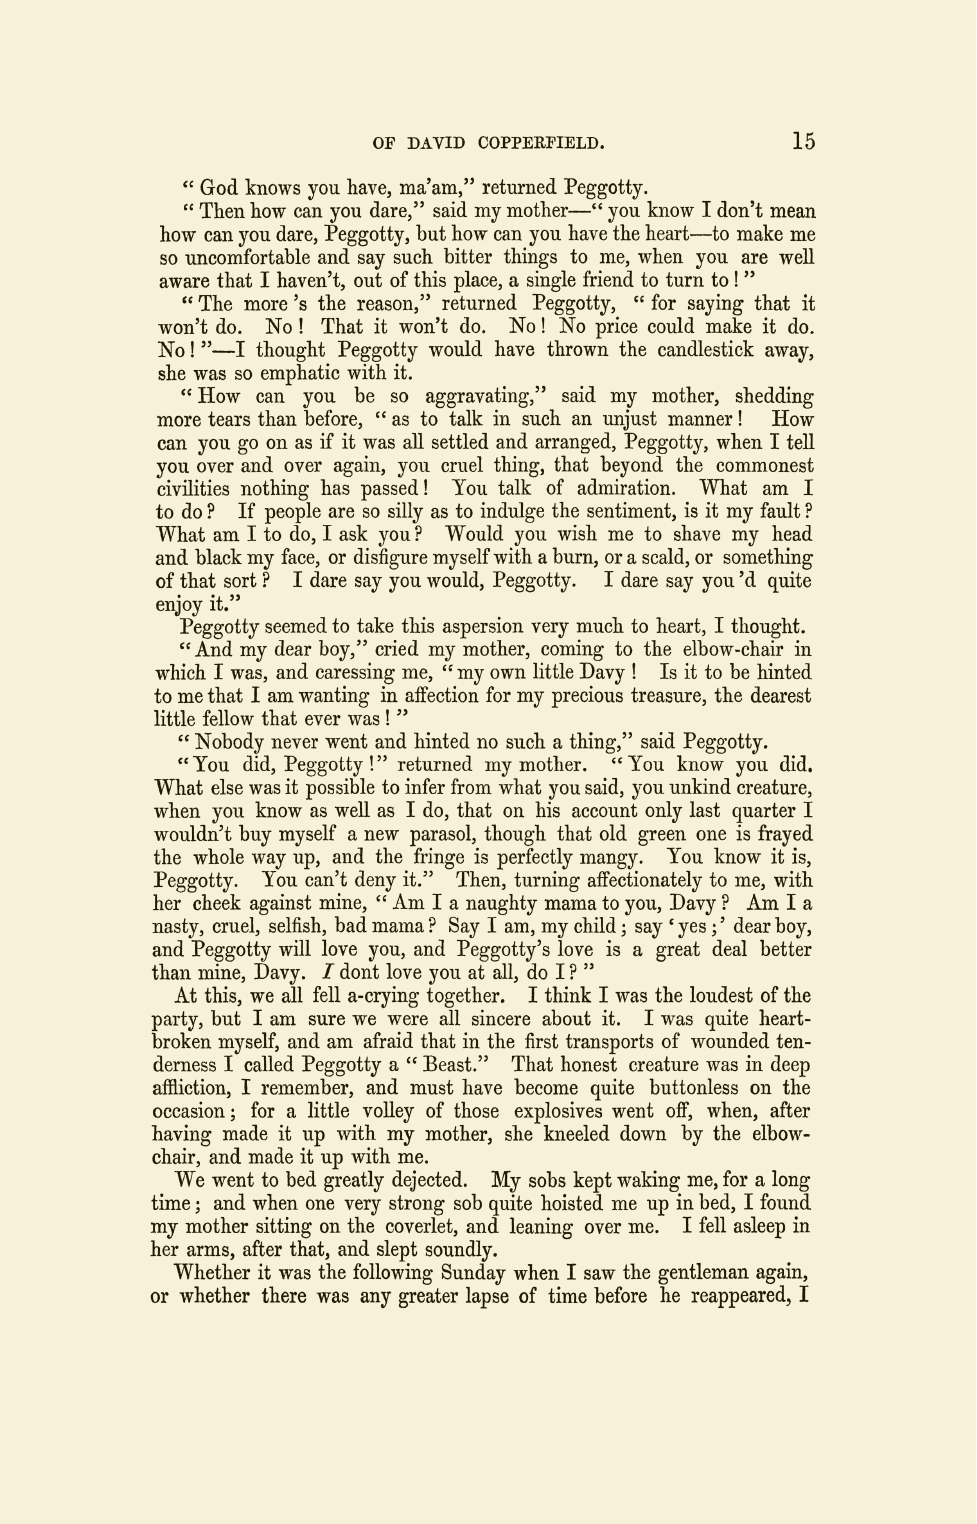 OF DAVID COPPERFIELD. 15
“ God knows you have, ma’am,” returned Peggotty.
“ Then how can you dare,” said my mother—“ you know I don’t mean
how can you dare, Peggotty, but how can you have the heart—to make me
so uncomfortable and say such bitter things to me, when you are well
aware that I haven’t, out of this place, a single friend to turn to ! ”
“ The more ’s the reason,” returned Peggotty, “ for saying that it
won’t do. No ! That it won’t do. No ! No price could make it do.
No ! ”—I thought Peggotty would have thrown the candlestick away,
she was so emphatic with it.
“ How can you be so aggravating,” said my mother, shedding
more tears than before, “ as to talk in such an unjust manner ! How
can you go on as if it was all settled and arranged, Peggotty, when I tell
you over and over again, you cruel thing, that beyond the commonest
civilities nothing has passed ! You talk of admiration. What am I
to do ? If people are so silly as to indulge the sentiment, is it my fault ?
What am I to do, I ask you ? Would you wish me to shave my head
and black my face, or disfigure myself with a burn, or a scald, or something
of that sort ? I dare say you would, Peggotty. I dare say you ’d quite
enjoy it.”
Peggotty seemed to take this aspersion very much to heart, I thought.
“ And my dear boy,” cried my mother, coming to the elbow-chair in
which I was, and caressing me, “ my own little Davy ! Is it to be hinted
to me that I am wanting in affection for my precious treasure, the dearest
little fellow that ever was ! ”
“ Nobody never went and hinted no such a thing,” said Peggotty.
“ You did, Peggotty !” returned my mother. “ You know you did.
What else was it possible to infer from what you said, you unkind creature,
when you know as well as I do, that on his account only last quarter I
wouldn’t buy myself a new parasol, though that old green one is frayed
the whole way up, and the fringe is perfectly mangy. You know it is,
Peggotty. You can’t deny it.” Then, turning affectionately to me, with
her cheek against mine, “ Am I a naughty mama to you, Davy ? Am I a
nasty, cruel, selfish, bad mama ? Say I am, my child ; say ‘ yes ;’ dear boy,
and Peggotty will love you, and Peggotty’s love is a great deal better
than mine, Davy. I dont love you at all, do I ? ”
At this, we all fell a-crying together. I think I was the loudest of the
party, but I am sure we were all sincere about it. I was quite heart-
broken myself, and am afraid that in the first transports of wounded ten-
derness I called Peggotty a “ Beast.” That honest creature was in deep
affliction, I remember, and must have become quite buttonless on the
occasion ; for a little volley of those explosives went off, when, after
having made it up with my mother, she kneeled down by the elbow-
chair, and made it up with me.
We went to bed greatly dejected. My sobs kept waking me, for a long
time ; and when one very strong sob quite hoisted me up in bed, I found
my mother sitting on the coverlet, and leaning over me. I fell asleep in
her arms, after that, and slept soundly.
Whether it was the following Sunday when I saw the gentleman again,
or whether there was any greater lapse of time before he reappeared, I